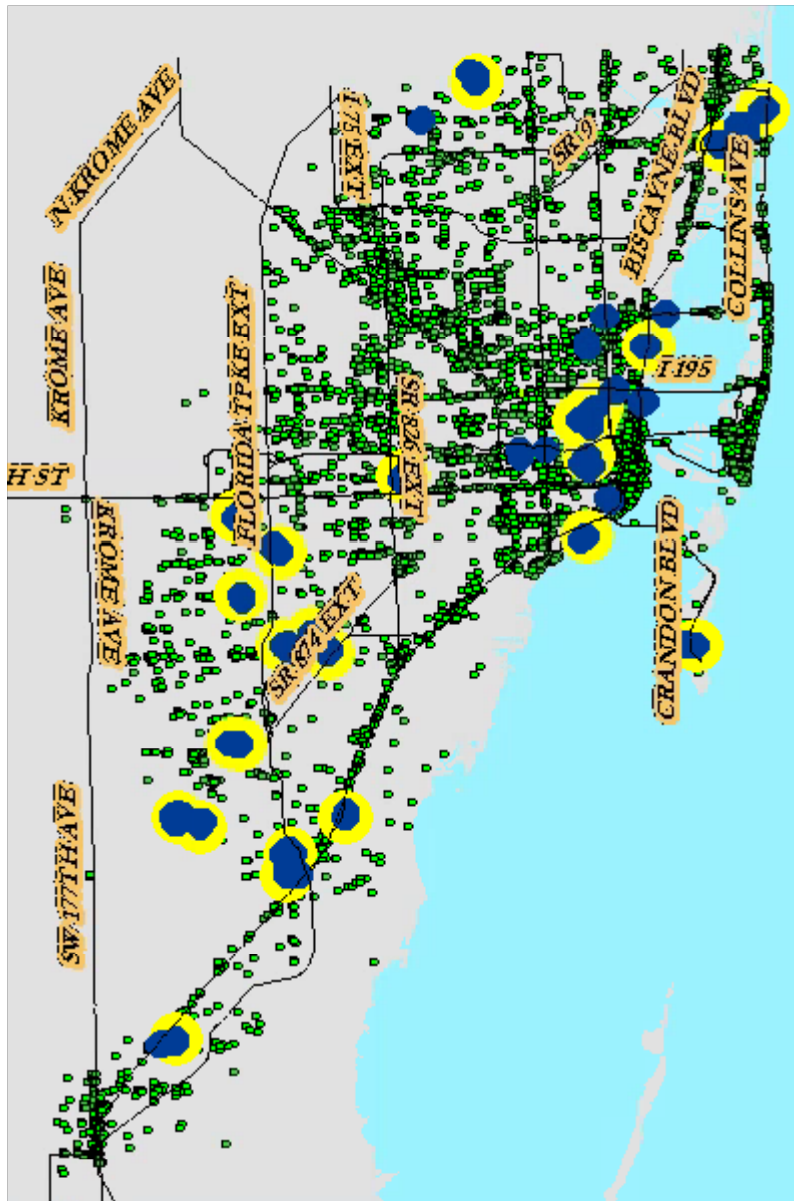 N KROME AVE
I-75 EXT
SR 9
BISCAYNE BLVD
COLLINS AVE
KROME AVE
FLORIDA TPKE EXT
I-195
SR 826 EXT
H ST
KROME AVE
CRANDON BLVD
SR 874 EXT
SW 177TH AVE